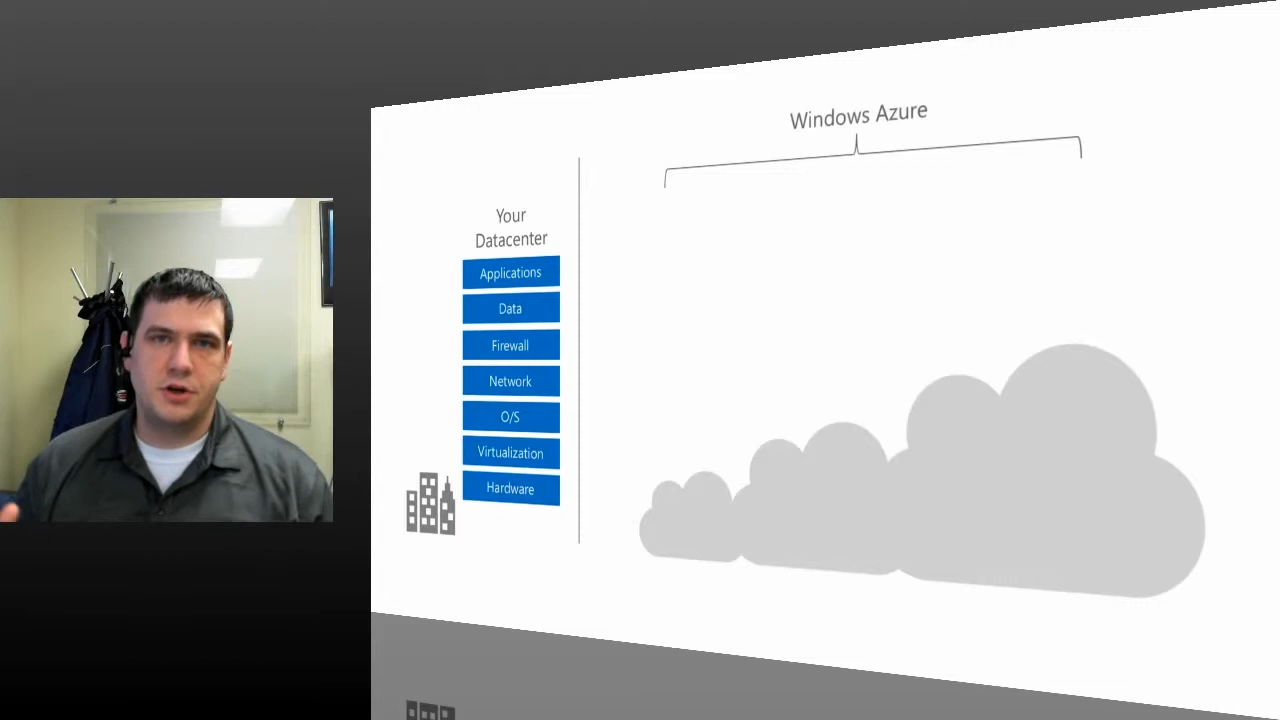 Windows Azure
Your
Datacenter
Applications
Data
Firewall
Network
O/S
Virtualization
Hardware